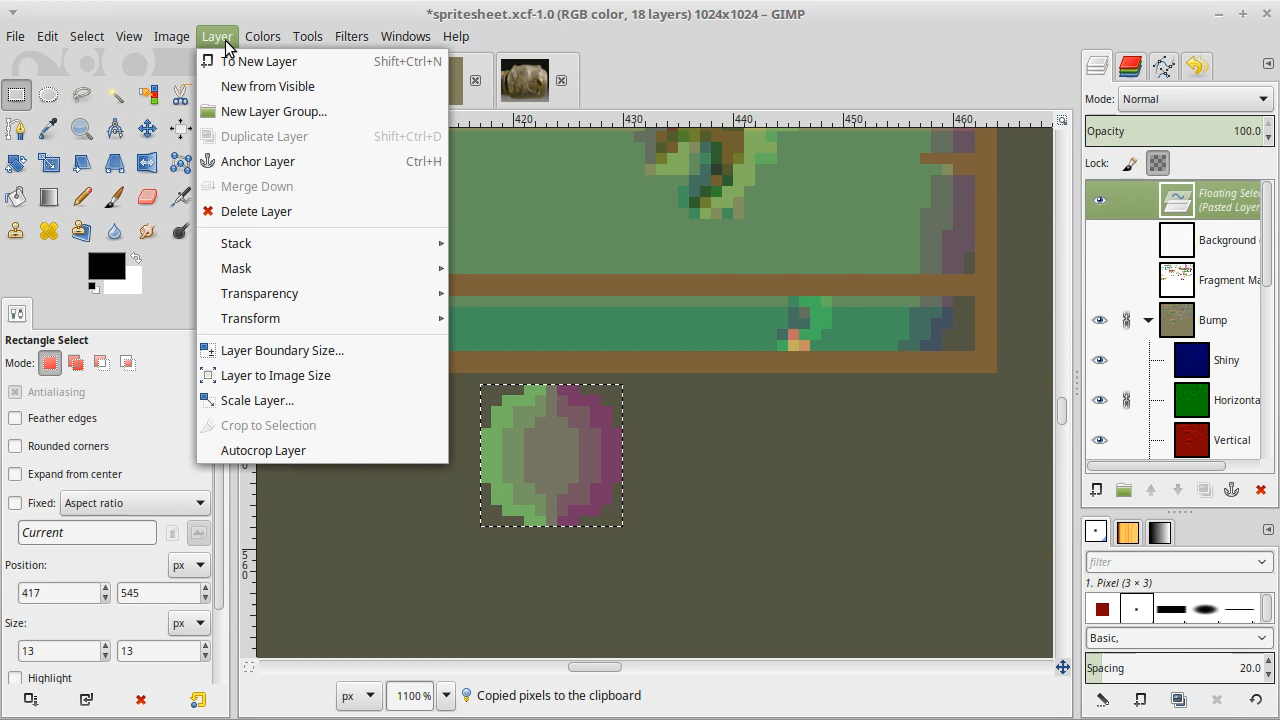 *spritesheet.xcf-1.0 (RGB color, 18 layers) 1024x1024 – GIMP
File Edit Select View Image Layer Colors Tools Filters Windows Help
To New Layer Shift+Ctrl+N
New from Visible
New Layer Group...
Duplicate Layer Shift+Ctrl+D
Anchor Layer Ctrl+H
Merge Down
Delete Layer
Stack
Mask
Transparency
Transform
Layer Boundary Size...
Layer to Image Size
Scale Layer...
Crop to Selection
Autocrop Layer
420 430 440 450 460
560
Rectangle Select
Mode:
Antialiasing
Feather edges
Rounded corners
Expand from center
Fixed: Aspect ratio
Current
Position: px
417 545
Size: px
13 13
Highlight
px 1100 % Copied pixels to the clipboard
Mode: Normal
Opacity 100.0
Lock:
Floating Sele
(Pasted Layer
Background
Fragment Ma
Bump
Shiny
Horizonta
Vertical
filter
1. Pixel (3 × 3)
Basic,
Spacing 20.0